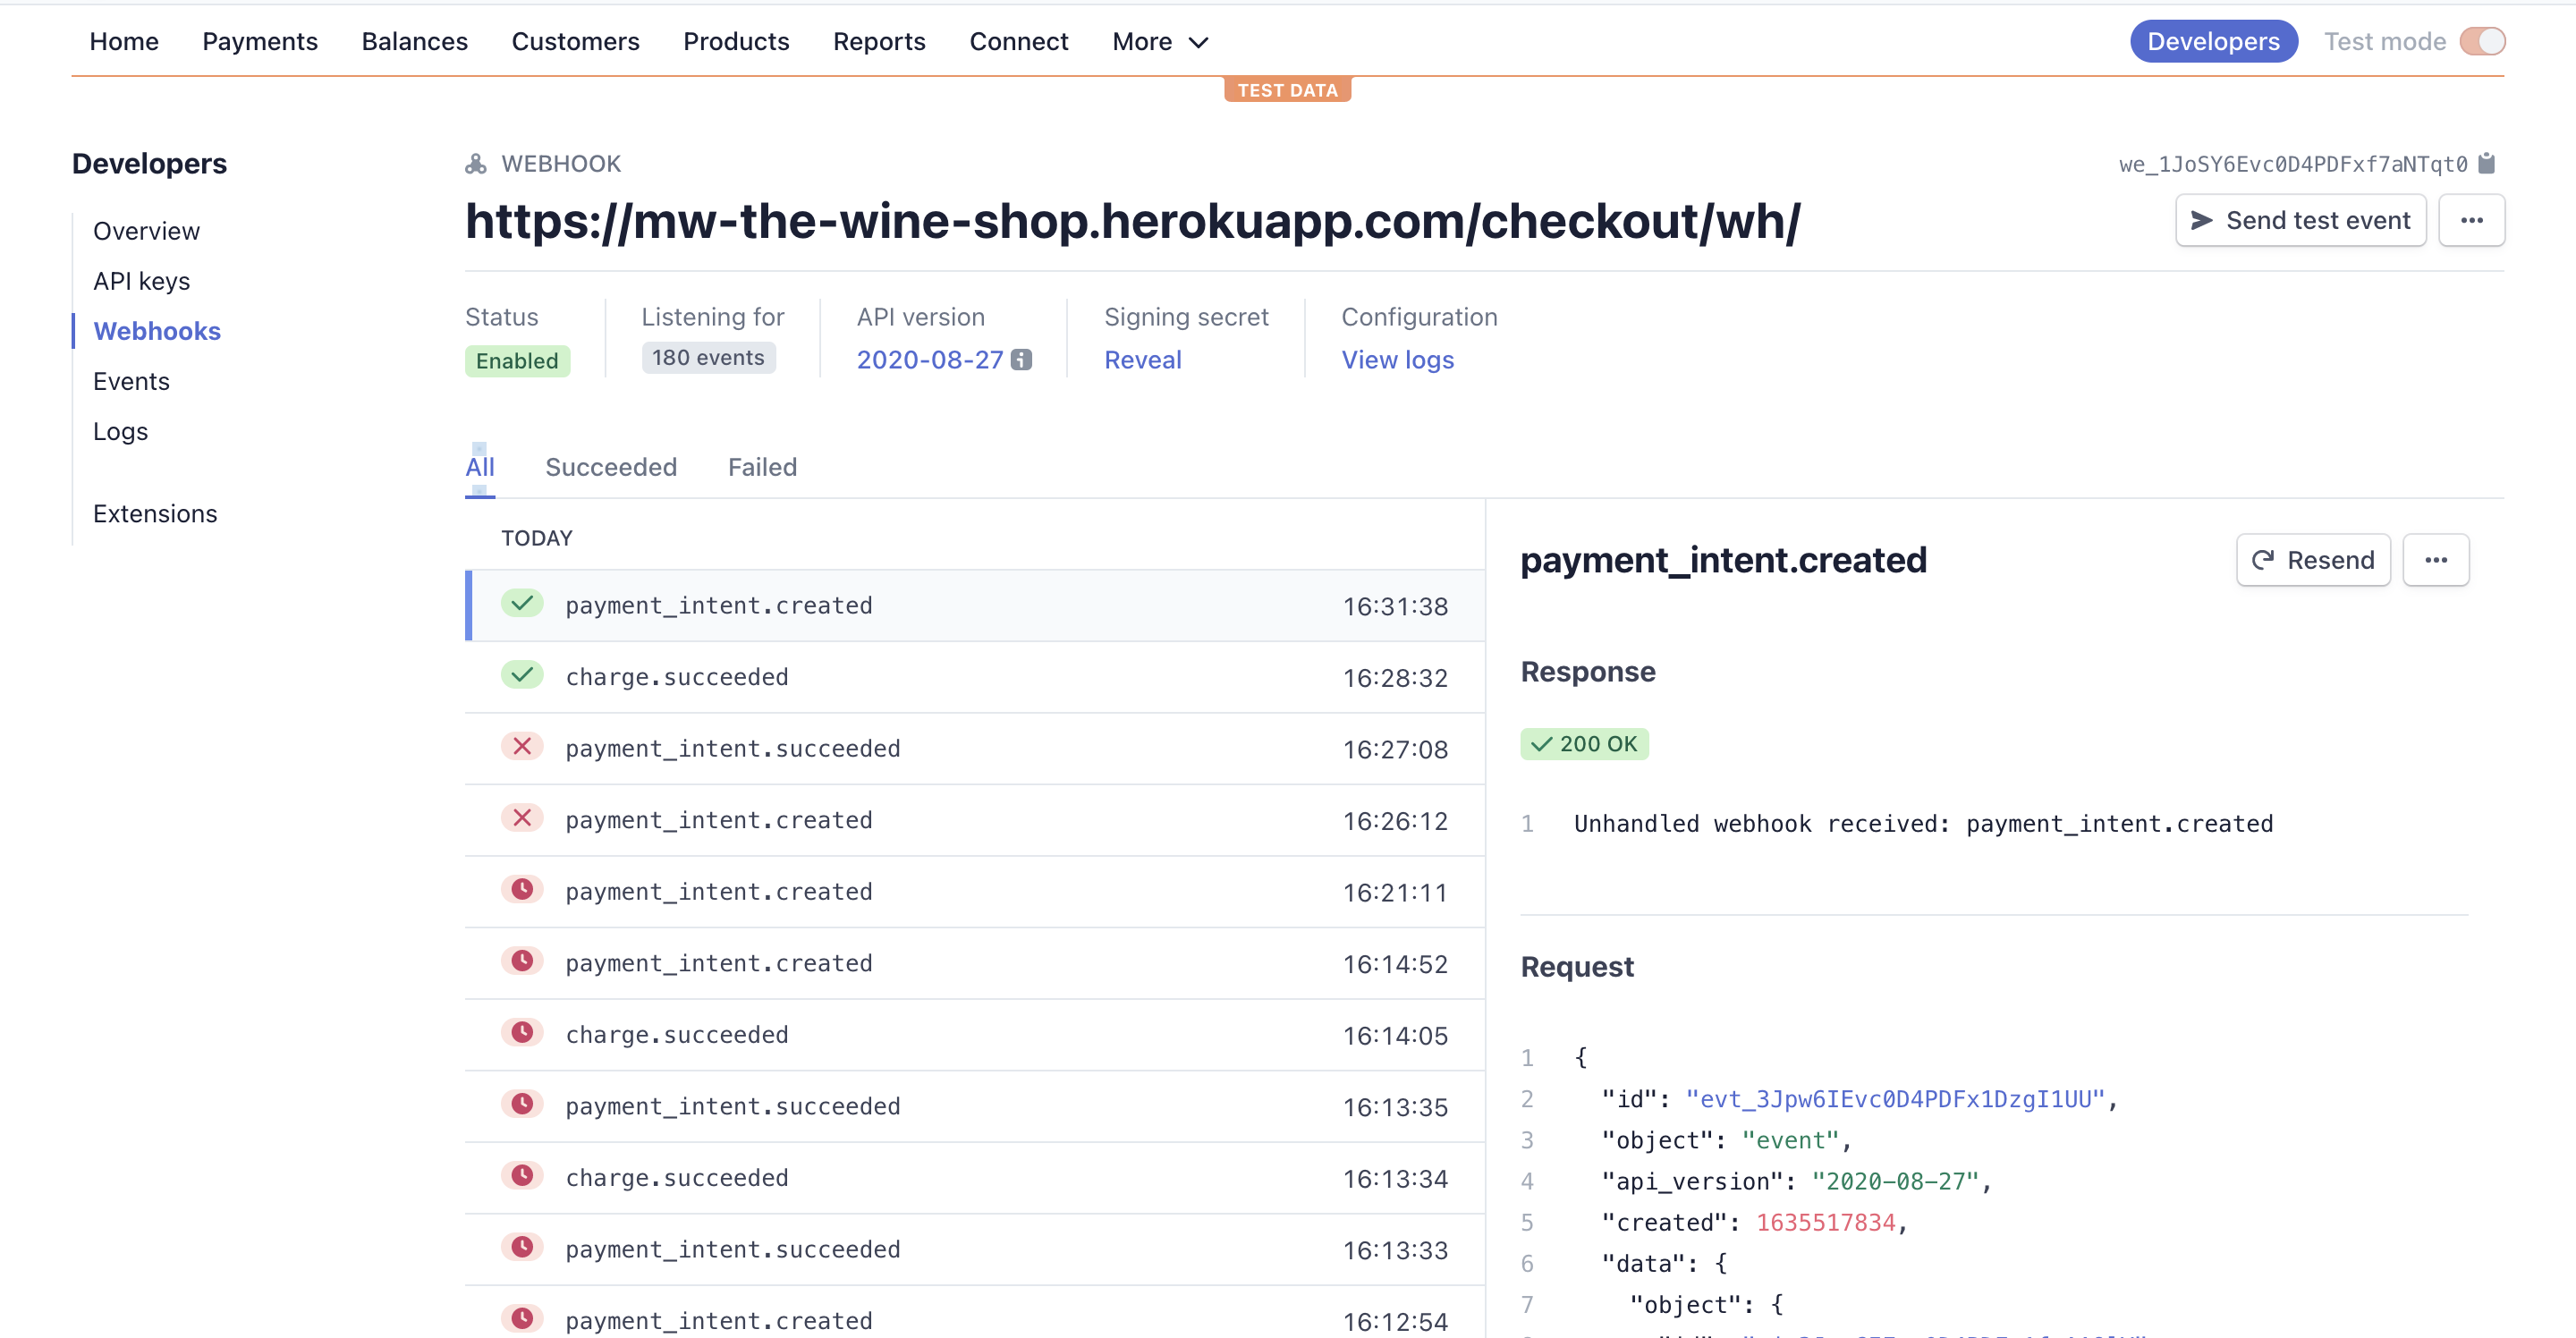 Home Payments Balances Customers Products Reports Connect More Developers Test mode
TEST DATA
Developers
Overview
API keys
Webhooks
Events
Logs
Extensions
WEBHOOK we_1JoSY6Evc0D4PDFxf7aNTqt0
https://mw-the-wine-shop.herokuapp.com/checkout/wh/ Send test event
Status Listening for API version Signing secret Configuration
Enabled 180 events 2020-08-27 Reveal View logs
All Succeeded Failed
TODAY
payment_intent.created 16:31:38
charge.succeeded 16:28:32
payment_intent.succeeded 16:27:08
payment_intent.created 16:26:12
payment_intent.created 16:21:11
payment_intent.created 16:14:52
charge.succeeded 16:14:05
payment_intent.succeeded 16:13:35
charge.succeeded 16:13:34
payment_intent.succeeded 16:13:33
payment_intent.created 16:12:54
payment_intent.created Resend
Response
200 OK
1 Unhandled webhook received: payment_intent.created
Request
1 {
2 "id": "evt_3Jpw6IEvc0D4PDFx1DzgI1UU",
3 "object": "event",
4 "api_version": "2020-08-27",
5 "created": 1635517834,
6 "data": {
7 "object": {